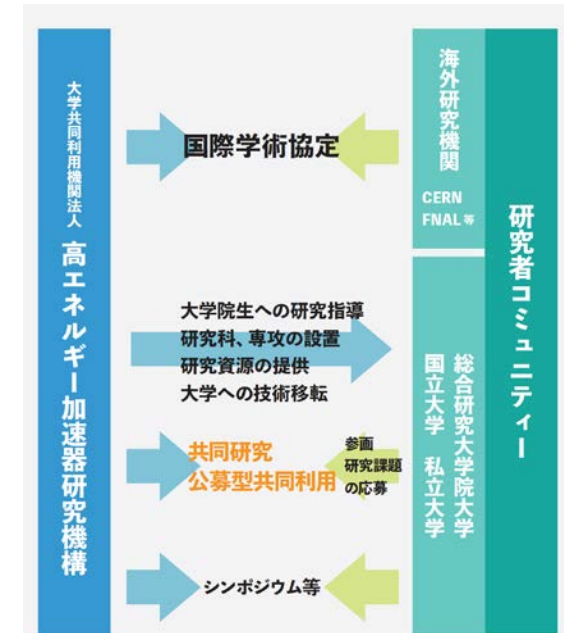 大学共同利用機関法人
高エネルギー加速器研究機構
国際学術協定
大学院生への研究指導
研究科、専攻の設置
研究資源の提供
大学への技術移転
共同研究
公募型共同利用
参画
研究課題
の応募
シンポジウム等
海外研究機関
CERN
FNAL等
総合研究大学院大学
国立大学 私立大学
研究者コミュニティー